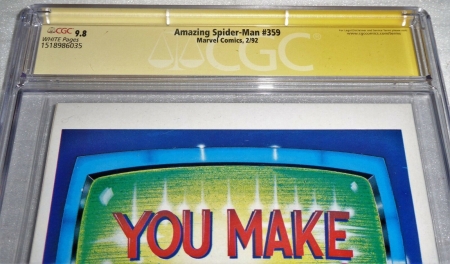 CGC 9.8
Amazing Spider-Man #359
WHITE Pages
Marvel Comics, 2/92
1518986035
CGC
YOU MAKE